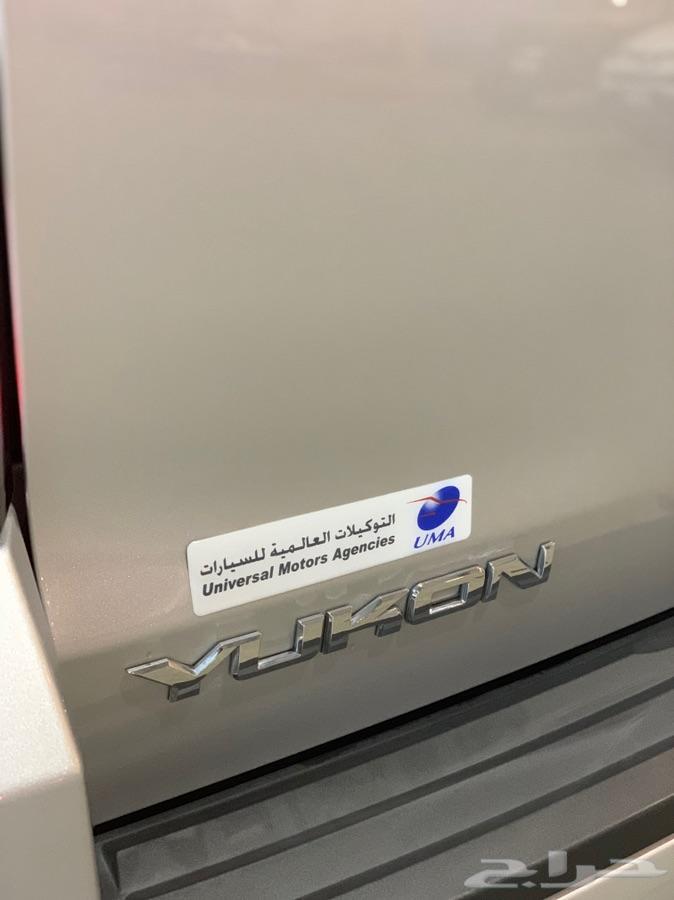 التوكيلات العالمية للسيارات
Universal Motors Agencies
UMA
YUKON
حراج